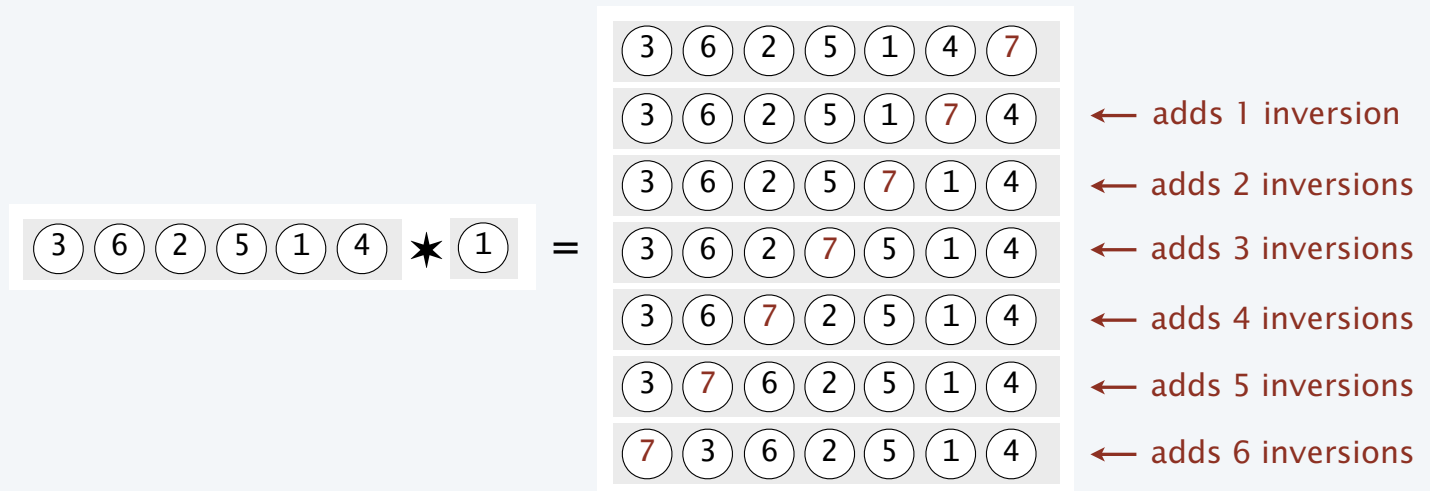 3 6 2 5 1 4 7
3 6 2 5 1 7 4 ← adds 1 inversion
3 6 2 5 7 1 4 ← adds 2 inversions
3 6 2 5 1 4 ★ 1 = 3 6 2 7 5 1 4 ← adds 3 inversions
3 6 7 2 5 1 4 ← adds 4 inversions
3 7 6 2 5 1 4 ← adds 5 inversions
7 3 6 2 5 1 4 ← adds 6 inversions